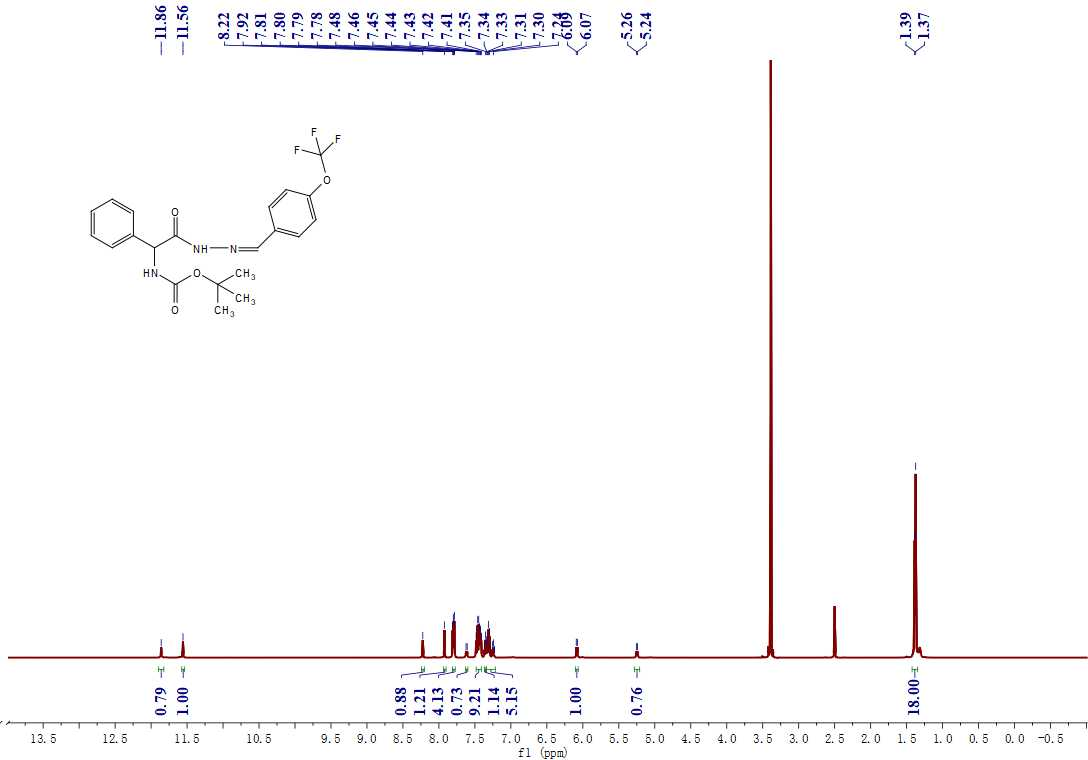 11.86
11.56
8.22
7.92
7.81
7.80
7.79
7.78
7.48
7.46
7.45
7.44
7.43
7.42
7.41
7.35
7.34
7.33
7.31
7.30
7.24
6.09
6.07
5.26
5.24
1.39
1.37
F
F
F
O
O
NH
N
HN
O
O
CH3
CH3
CH3
0.79
1.00
0.88
1.21
4.13
0.73
9.21
1.14
5.15
1.00
0.76
18.00
13.5 12.5 11.5 10.5 9.5 9.0 8.5 8.0 7.5 7.0 6.5 6.0 5.5 5.0 4.5 4.0 3.5 3.0 2.5 2.0 1.5 1.0 0.5 0.0 -0.5
f1 (ppm)